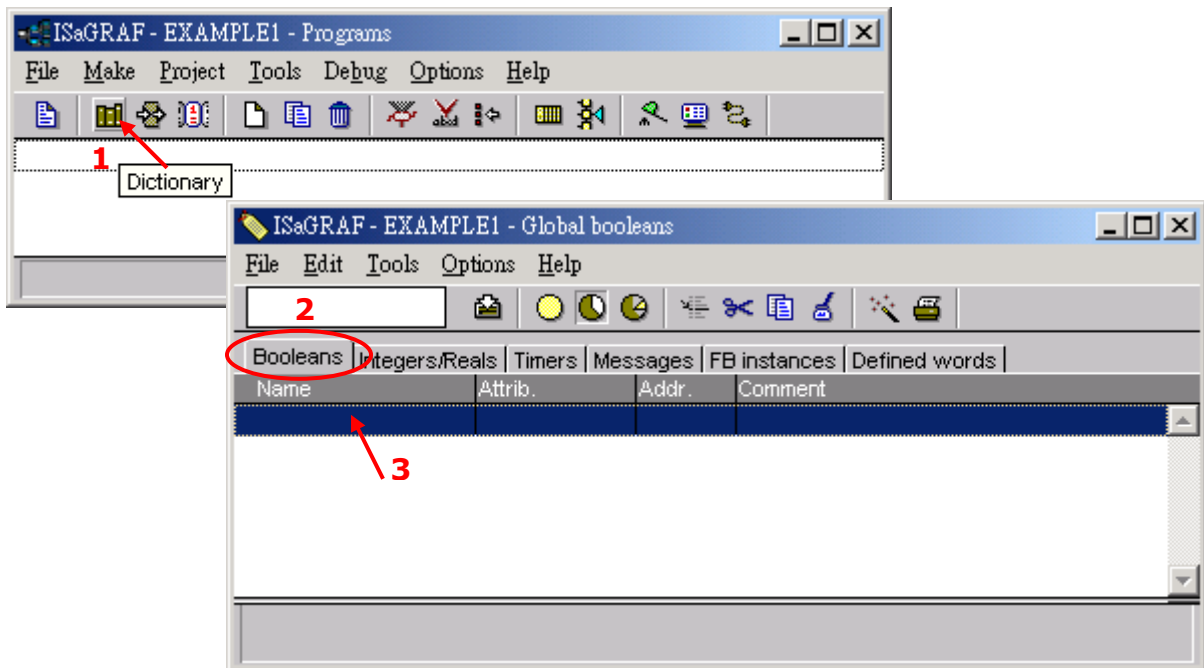 ISaGRAF - EXAMPLE1 - Programs
File Make Project Tools Debug Options Help
1
Dictionary
ISaGRAF - EXAMPLE1 - Global booleans
File Edit Tools Options Help
2
Booleans Integers/Reals Timers Messages FB instances Defined words
Name Attrib. Addr. Comment
3